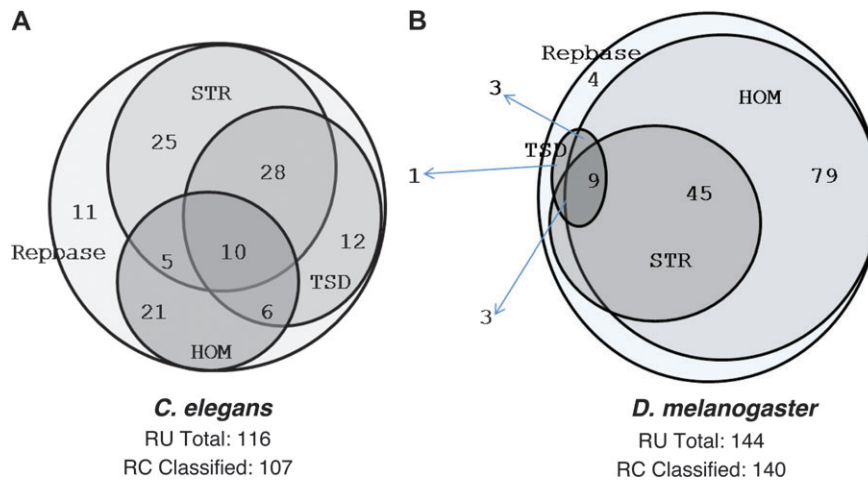 A
STR
25
28
11
Repbase
12
5
10
TSD
21
6
HOM
C. elegans
RU Total: 116
RC Classified: 107
B
Repbase
4
3
HOM
TSD
1
9
45
79
STR
3
D. melanogaster
RU Total: 144
RC Classified: 140